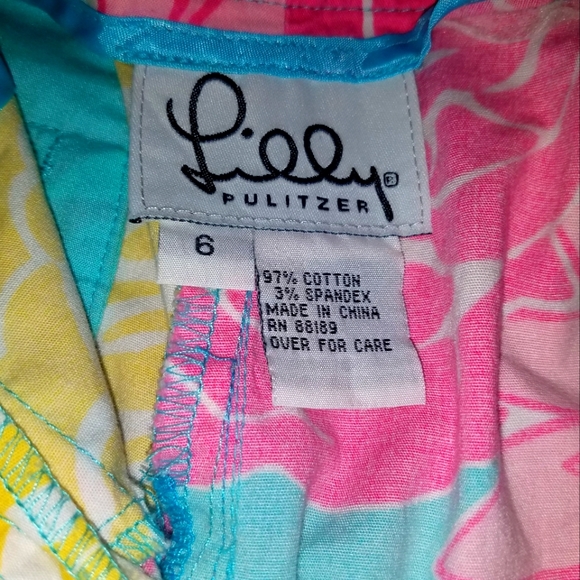 Lilly®
PULITZER
6
97% COTTON
3% SPANDEX
MADE IN CHINA
RN 88189
OVER FOR CARE